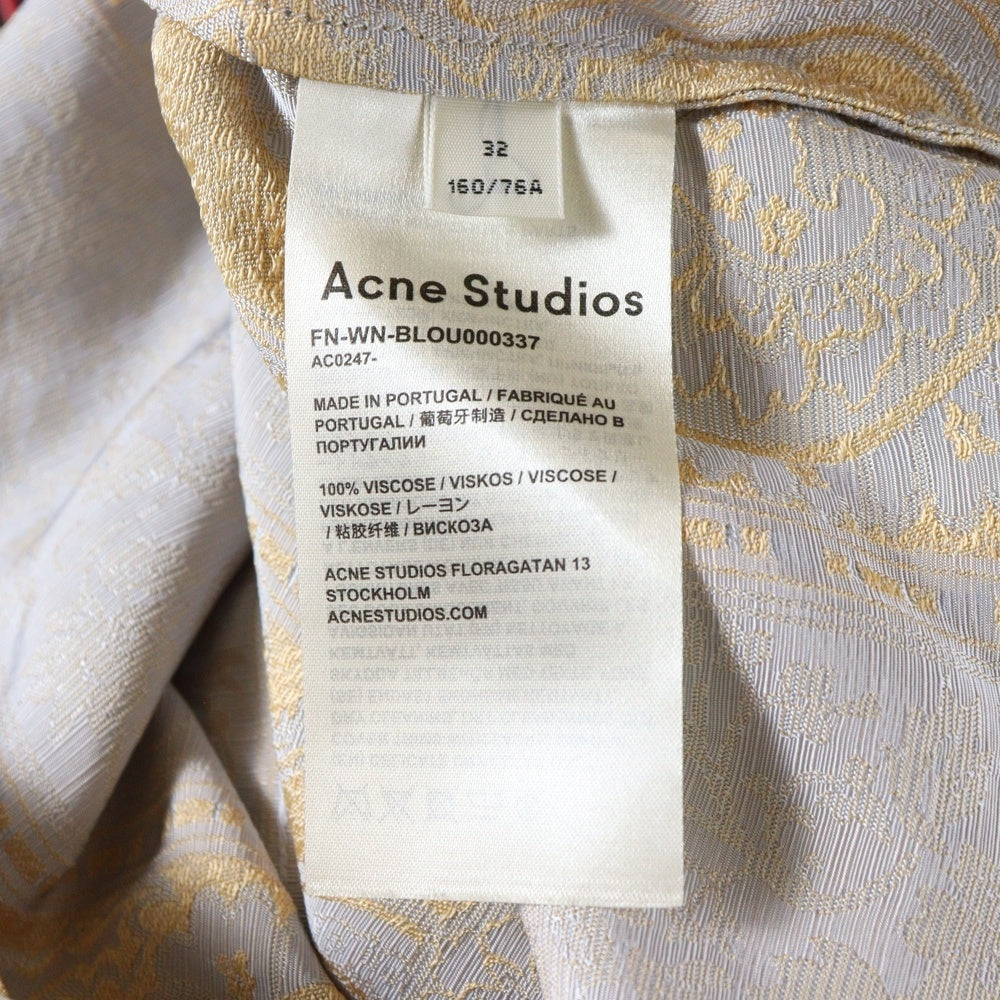 32
160/76A
Acne Studios
FN-WN-BLOU000337
AC0247-
MADE IN PORTUGAL / FABRIQUÉ AU
PORTUGAL / 葡萄牙制造 / СДЕЛАНО В
ПОРТУГАЛИИ
100% VISCOSE / VISKOS / VISCOSE /
VISKOSE / レーヨン
/ 粘胶纤维 / ВИСКОЗА
ACNE STUDIOS FLORAGATAN 13
STOCKHOLM
ACNESTUDIOS.COM